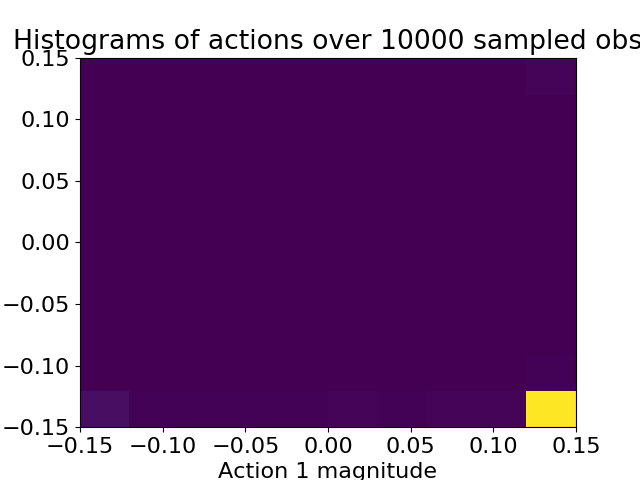 Histograms of actions over 10000 sampled obs
0.15
0.10
0.05
0.00
−0.05
−0.10
−0.15
−0.15 −0.10 −0.05 0.00 0.05 0.10 0.15
Action 1 magnitude